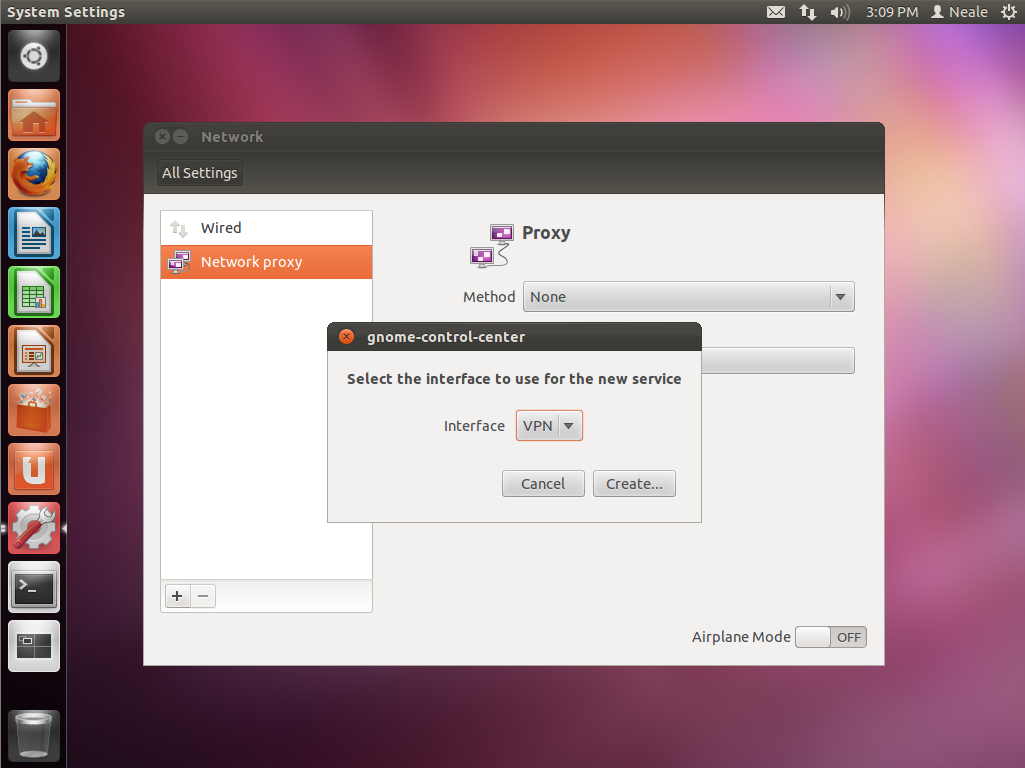 System Settings
3:09 PM
Neale
Network
All Settings
Wired
Network proxy
Proxy
Method
None
gnome-control-center
Select the interface to use for the new service
Interface
VPN
Cancel
Create...
Airplane Mode
OFF